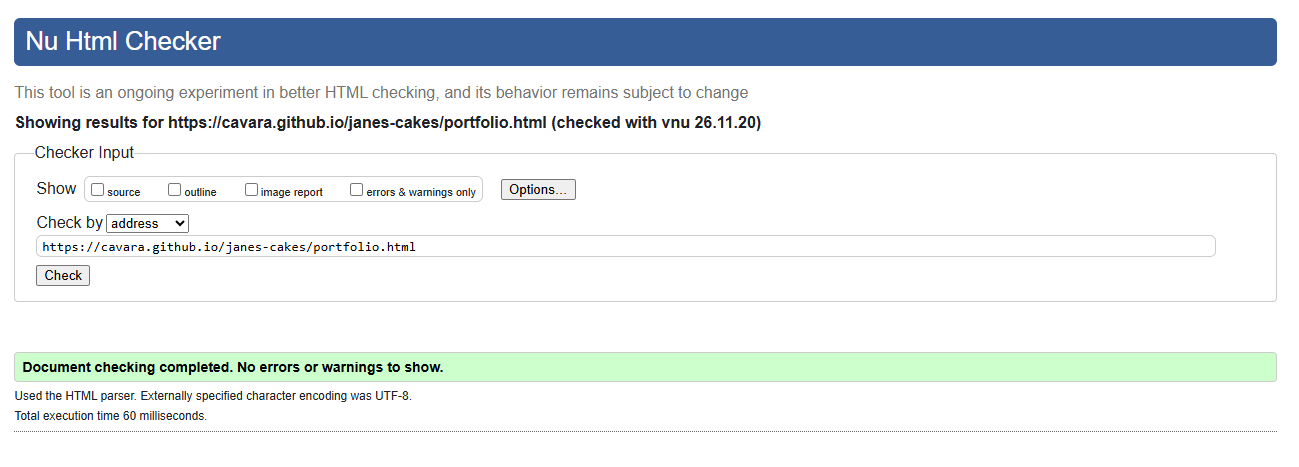 Nu Html Checker
This tool is an ongoing experiment in better HTML checking, and its behavior remains subject to change
Showing results for https://cavara.github.io/janes-cakes/portfolio.html (checked with vnu 26.11.20)
Checker Input
Show source outline image report errors & warnings only Options...
Check by address
https://cavara.github.io/janes-cakes/portfolio.html
Check
Document checking completed. No errors or warnings to show.
Used the HTML parser. Externally specified character encoding was UTF-8.
Total execution time 60 milliseconds.